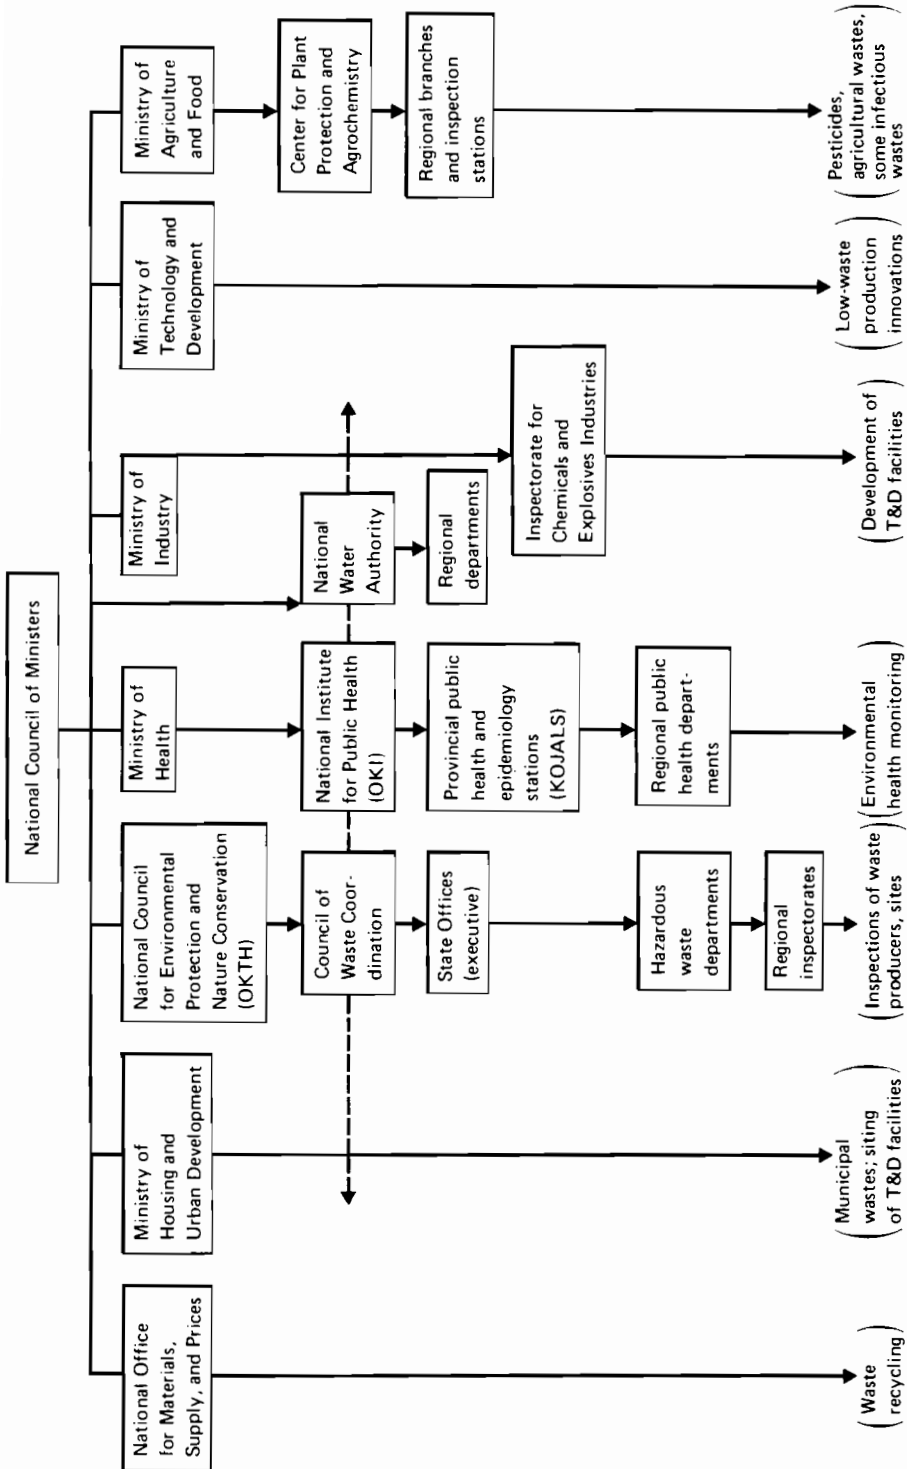 National Council of Ministers
National Office
for Materials,
Supply, and Prices
Ministry of
Housing and
Urban Development
National Council
for Environmental
Protection and
Nature Conservation
(OKTH)
Ministry of
Health
Ministry of
Industry
Ministry of
Technology and
Development
Ministry of
Agriculture
and Food
Council of
Waste Coor-
dination
National Institute
for Public Health
(OKI)
National
Water
Authority
Center for Plant
Protection and
Agrochemistry
State Offices
(executive)
Provincial public
health and
epidemiology
stations
(KOJALS)
Regional
departments
Regional branches
and inspection
stations
Inspectorate for
Chemicals and
Explosives Industries
Hazardous
waste
departments
Regional public
health depart-
ments
Regional
inspectorates
(Waste
recycling)
(Municipal
wastes; siting
of T&D facilities)
(Inspections of waste
producers, sites)
(Environmental
health monitoring)
(Development of
T&D facilities)
(Low-waste
production
innovations)
(Pesticides,
agricultural wastes,
some infectious
wastes)